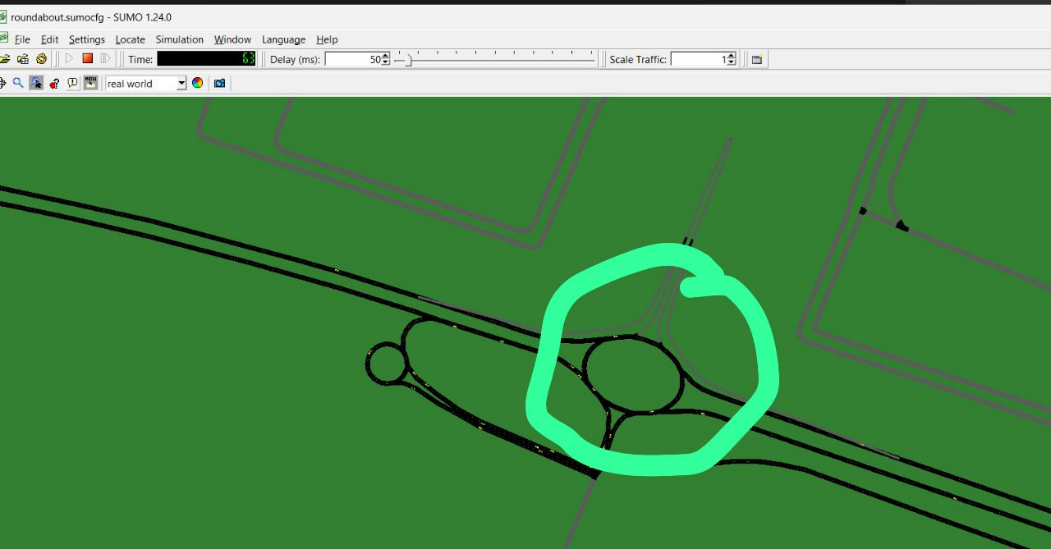 roundabout.sumocfg - SUMO 1.24.0
File Edit Settings Locate Simulation Window Language Help
Time: 63 Delay (ms): 50 Scale Traffic: 1
real world